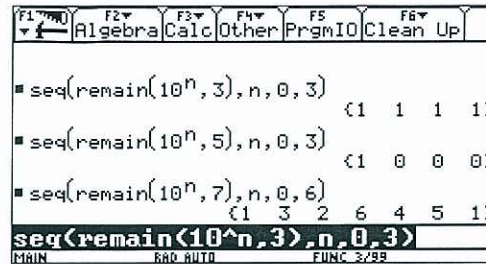 F1 F2 F3 F4 F5 F6
Algebra Calc Other PrgmIO Clean Up
▪ seq(remain(10ⁿ,3),n,0,3)
{1 1 1 1}
▪ seq(remain(10ⁿ,5),n,0,3)
{1 0 0 0}
▪ seq(remain(10ⁿ,7),n,0,6)
{1 3 2 6 4 5 1}
seq(remain(10^n,3),n,0,3)
MAIN RAD AUTO FUNC 3/99